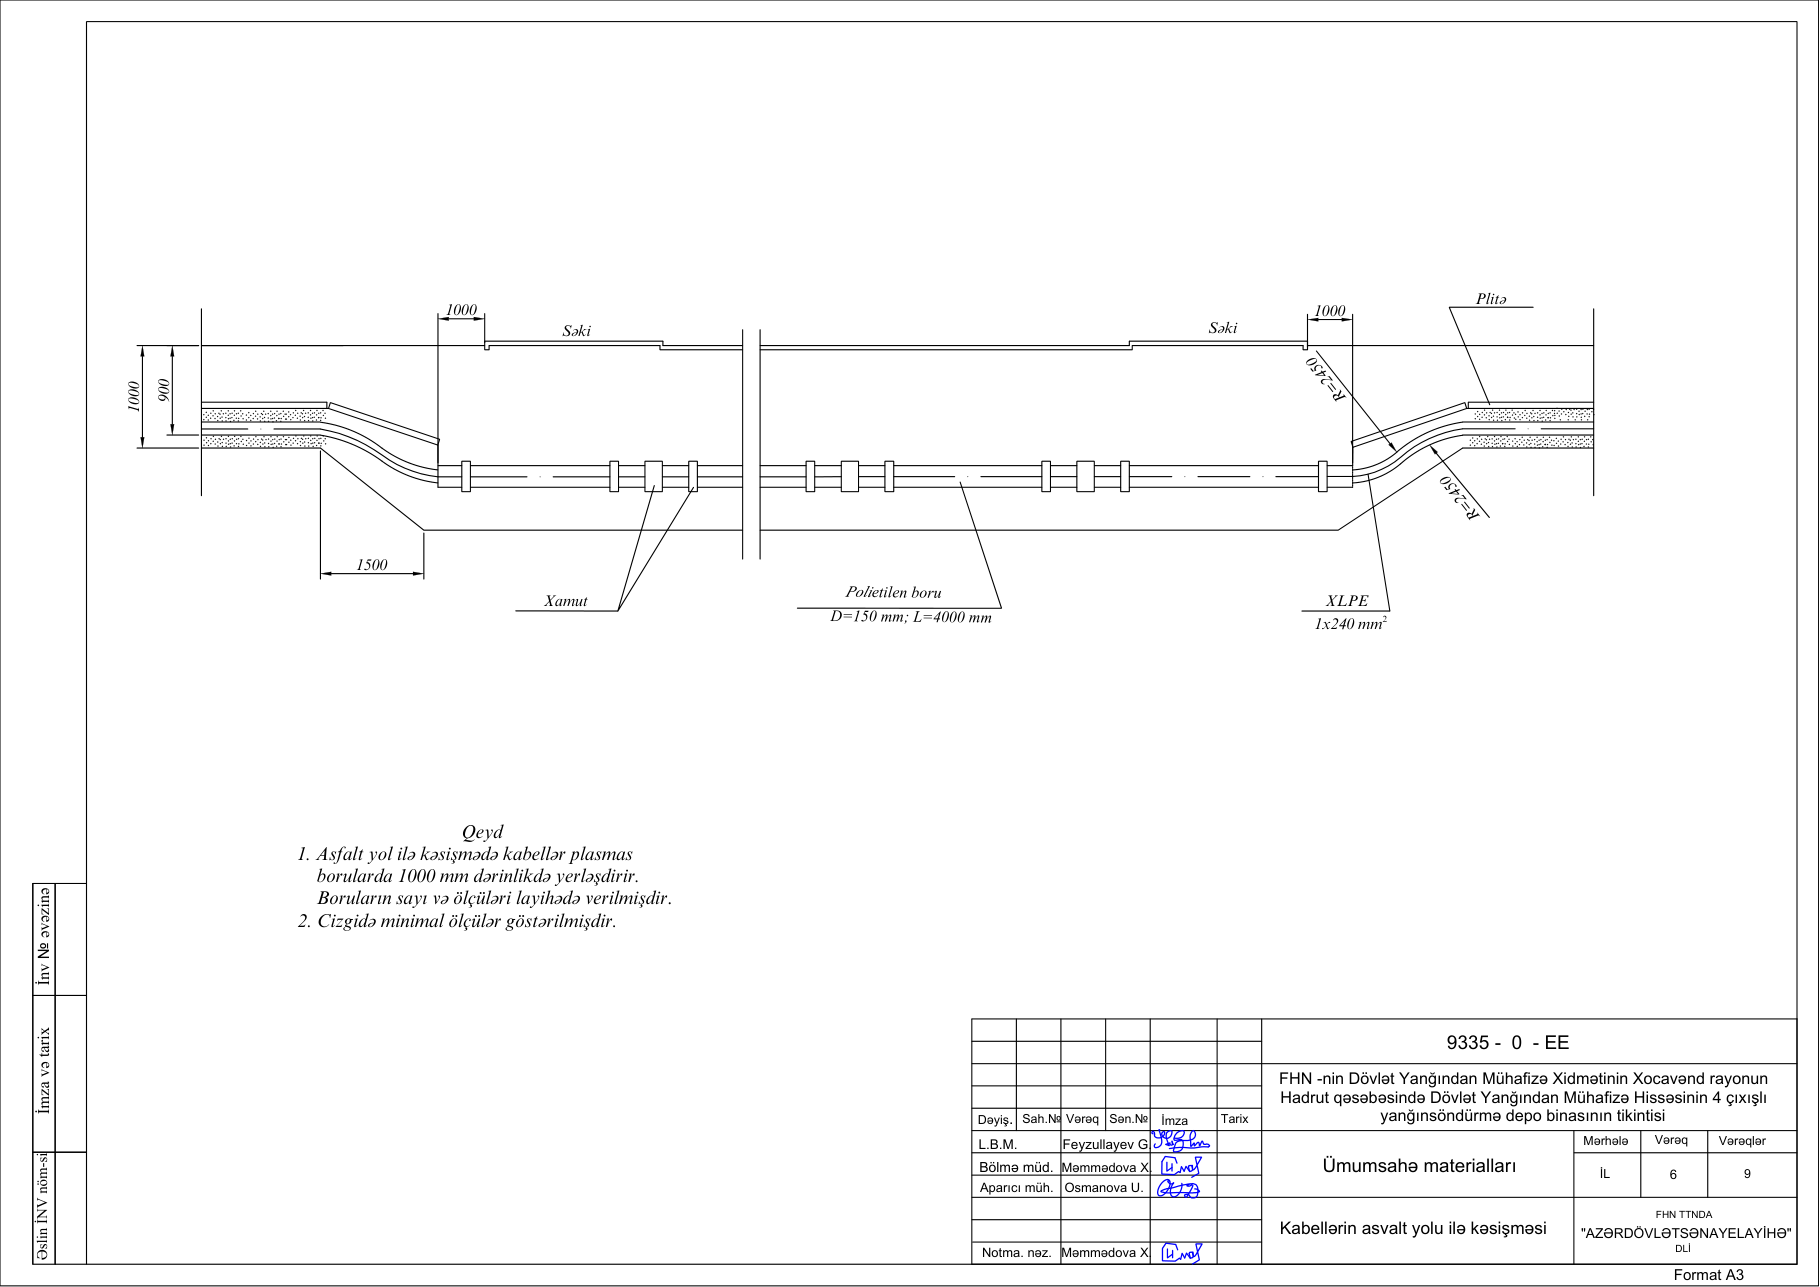 1000
Səki
Səki
1000
Plitə
R=2450
1000
900
R=2450
1500
Xamut
Polietilen boru
D=150 mm; L=4000 mm
XLPE
1x240 mm²
Qeyd
1. Asfalt yol ilə kəsişmədə kabellər plasmas
borularda 1000 mm dərinlikdə yerləşdirir.
Boruların sayı və ölçüləri layihədə verilmişdir.
2. Cizgidə minimal ölçülər göstərilmişdir.
İnv № əvəzinə
İmza və tarix
Əslin İNV nöm-si
9335 - 0 - EE
FHN -nin Dövlət Yanğından Mühafizə Xidmətinin Xocavənd rayonun
Hadrut qəsəbəsində Dövlət Yanğından Mühafizə Hissəsinin 4 çıxışlı
yanğınsöndürmə depo binasının tikintisi
Dəyiş. Sah.№ Vərəq Sən.№ İmza Tarix
L.B.M. Feyzullayev G.
Bölmə müd. Məmmədova X.
Aparıcı müh. Osmanova U.
Notma. nəz. Məmmədova X.
Ümumsahə materialları
Mərhələ Vərəq Vərəqlər
İL 6 9
Kabellərin asvalt yolu ilə kəsişməsi
FHN TTNDA
"AZƏRDÖVLƏTSƏNAYELAYİHƏ"
DLİ
Format A3